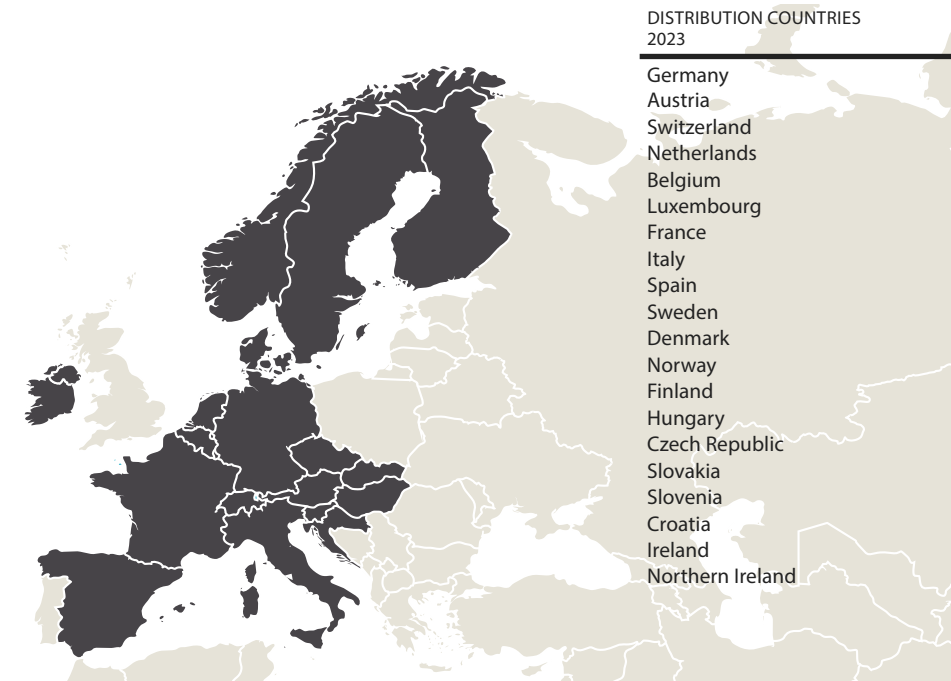 DISTRIBUTION COUNTRIES
2023
Germany
Austria
Switzerland
Netherlands
Belgium
Luxembourg
France
Italy
Spain
Sweden
Denmark
Norway
Finland
Hungary
Czech Republic
Slovakia
Slovenia
Croatia
Ireland
Northern Ireland